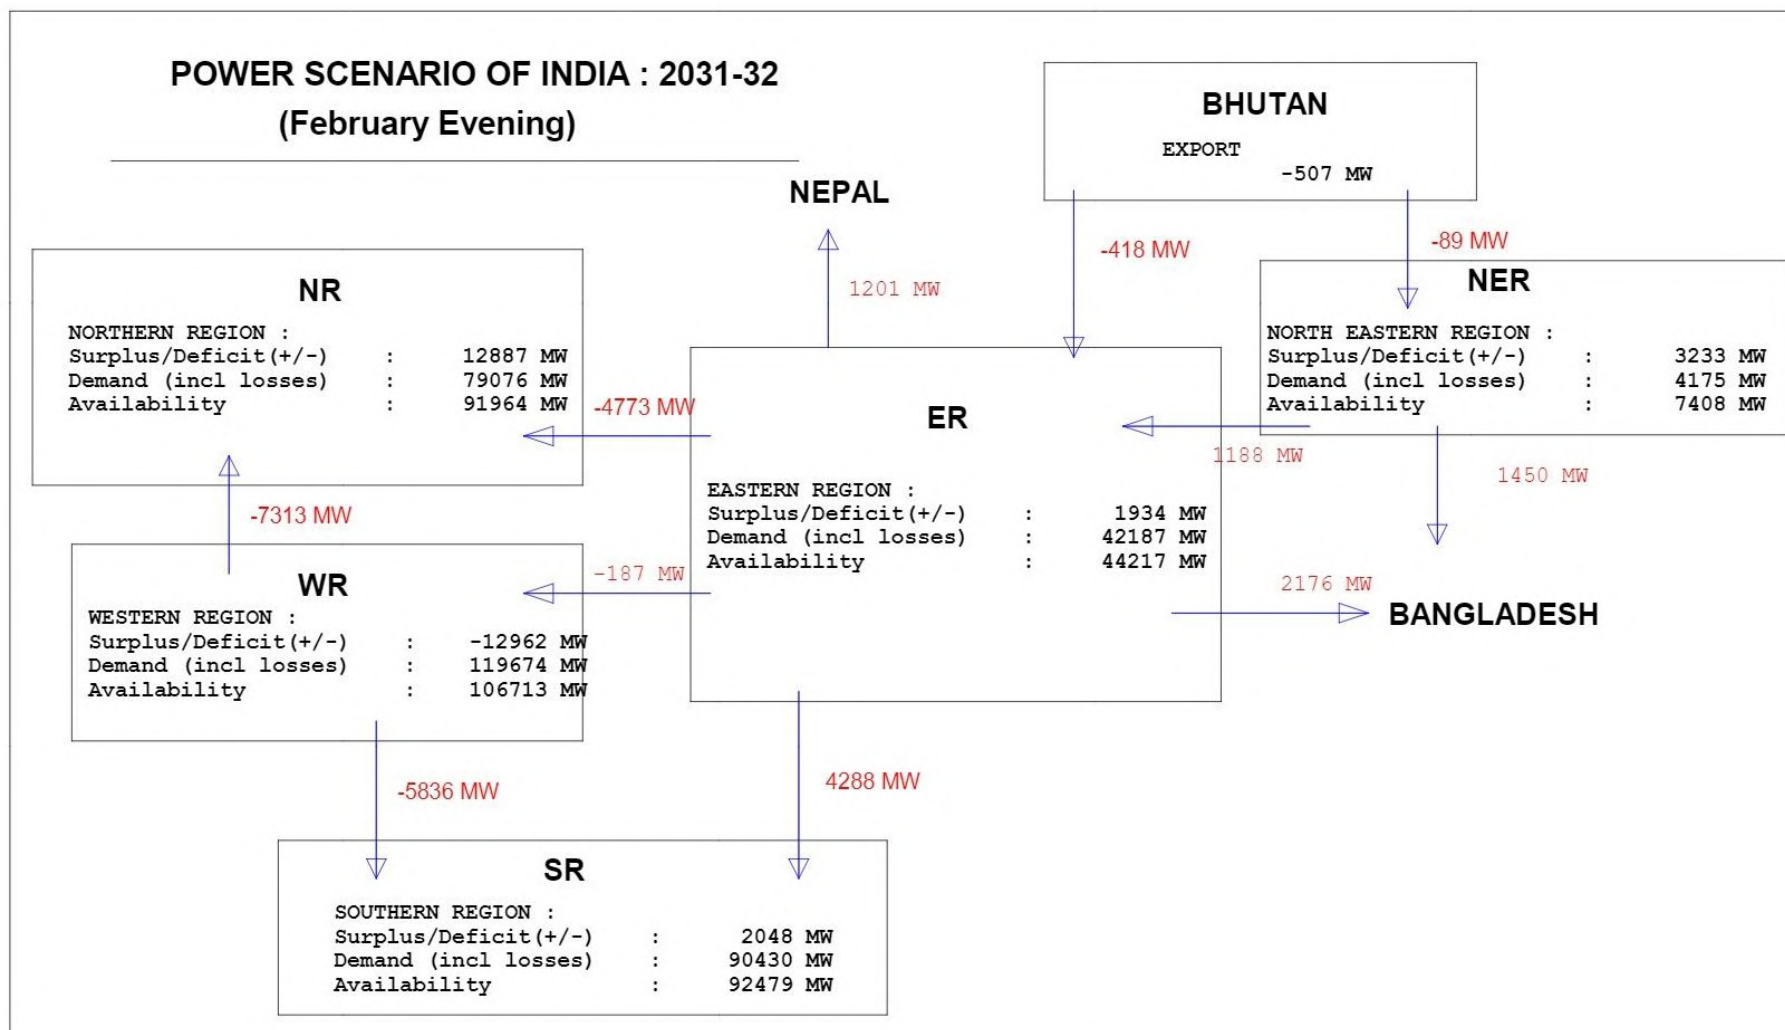 POWER SCENARIO OF INDIA : 2031-32
(February Evening)
BHUTAN
EXPORT
-507 MW
NEPAL
-418 MW
-89 MW
1201 MW
NR
NORTHERN REGION :
Surplus/Deficit(+/-) : 12887 MW
Demand (incl losses) : 79076 MW
Availability : 91964 MW
-4773 MW
NER
NORTH EASTERN REGION :
Surplus/Deficit(+/-) : 3233 MW
Demand (incl losses) : 4175 MW
Availability : 7408 MW
ER
1188 MW
1450 MW
EASTERN REGION :
Surplus/Deficit(+/-) : 1934 MW
Demand (incl losses) : 42187 MW
Availability : 44217 MW
-7313 MW
-187 MW
2176 MW
BANGLADESH
WR
WESTERN REGION :
Surplus/Deficit(+/-) : -12962 MW
Demand (incl losses) : 119674 MW
Availability : 106713 MW
-5836 MW
4288 MW
SR
SOUTHERN REGION :
Surplus/Deficit(+/-) : 2048 MW
Demand (incl losses) : 90430 MW
Availability : 92479 MW